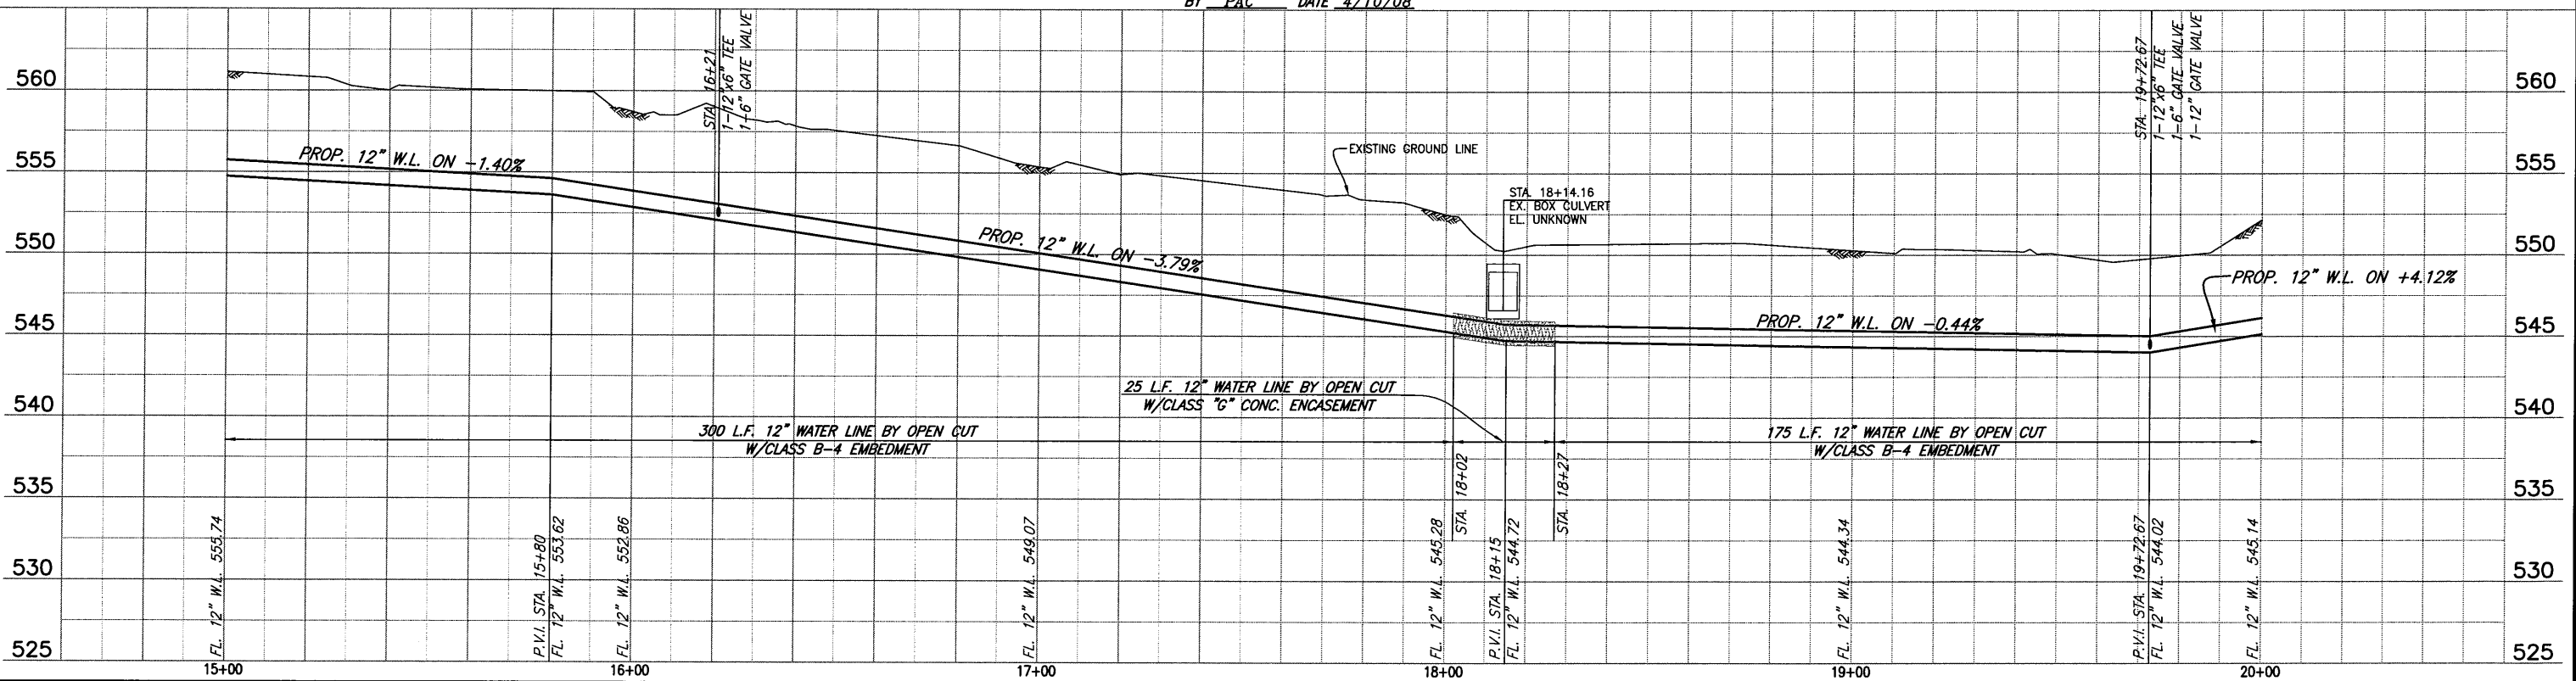 BY PAC DATE 4/10/08
560
555
550
545
540
535
530
525
STA. 16+21
1-12"x6" TEE
1-6" GATE VALVE
STA. 19+72.67
1-12"x6" TEE
1-6" GATE VALVE
1-12" GATE VALVE
560
555
550
545
540
535
530
525
PROP. 12" W.L. ON -1.40%
EXISTING GROUND LINE
STA. 18+14.16
EX. BOX CULVERT
EL. UNKNOWN
PROP. 12" W.L. ON -3.79%
PROP. 12" W.L. ON +4.12%
PROP. 12" W.L. ON -0.44%
25 L.F. 12" WATER LINE BY OPEN CUT
W/CLASS "G" CONC. ENCASEMENT
300 L.F. 12" WATER LINE BY OPEN CUT
W/CLASS B-4 EMBEDMENT
175 L.F. 12" WATER LINE BY OPEN CUT
W/CLASS B-4 EMBEDMENT
STA. 18+02
STA. 18+27
FL. 12" W.L. 555.74
P.V.I. STA. 15+80
FL. 12" W.L. 553.62
FL. 12" W.L. 552.86
FL. 12" W.L. 549.07
FL. 12" W.L. 545.28
P.V.I. STA. 18+15
FL. 12" W.L. 544.72
FL. 12" W.L. 544.34
P.V.I. STA. 19+72.67
FL. 12" W.L. 544.02
FL. 12" W.L. 545.14
15+00
16+00
17+00
18+00
19+00
20+00